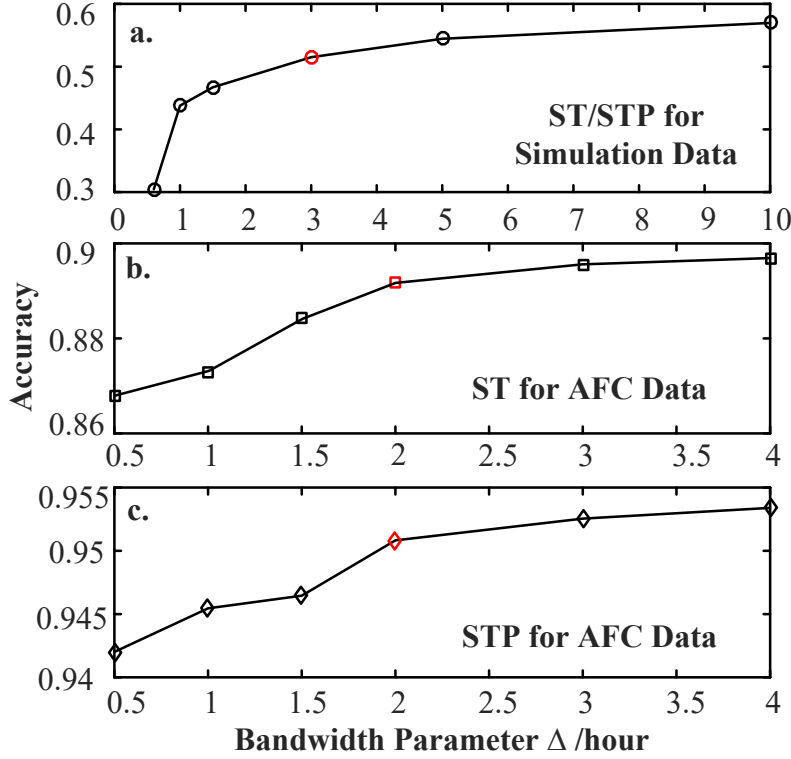 0.6
a.
0.5
0.4
ST/STP for
Simulation Data
0.3
0 1 2 3 4 5 6 7 8 9 10
0.9
b.
0.88
ST for AFC Data
0.86
0.5 1 1.5 2 2.5 3 3.5 4
Accuracy
0.955
c.
0.95
0.945
STP for AFC Data
0.94
0.5 1 1.5 2 2.5 3 3.5 4
Bandwidth Parameter Δ /hour